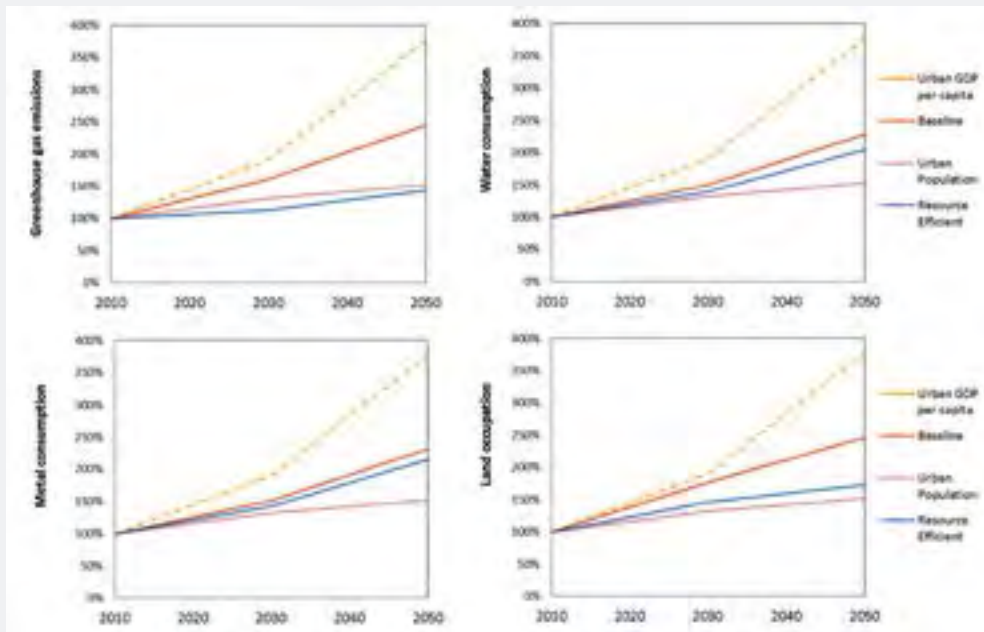 Greenhouse gas emissions
400%
350%
300%
250%
200%
150%
100%
50%
0%
2010 2020 2030 2040 2050
Water consumption
400%
350%
300%
250%
200%
150%
100%
50%
0%
2010 2020 2030 2040 2050
Urban GDP
per capita
Baseline
Urban
Population
Resource
Efficient
Metal consumption
400%
350%
300%
250%
200%
150%
100%
50%
0%
2010 2020 2030 2040 2050
Land occupation
400%
350%
300%
250%
200%
150%
100%
50%
0%
2010 2020 2030 2040 2050
Urban GDP
per capita
Baseline
Urban
Population
Resource
Efficient